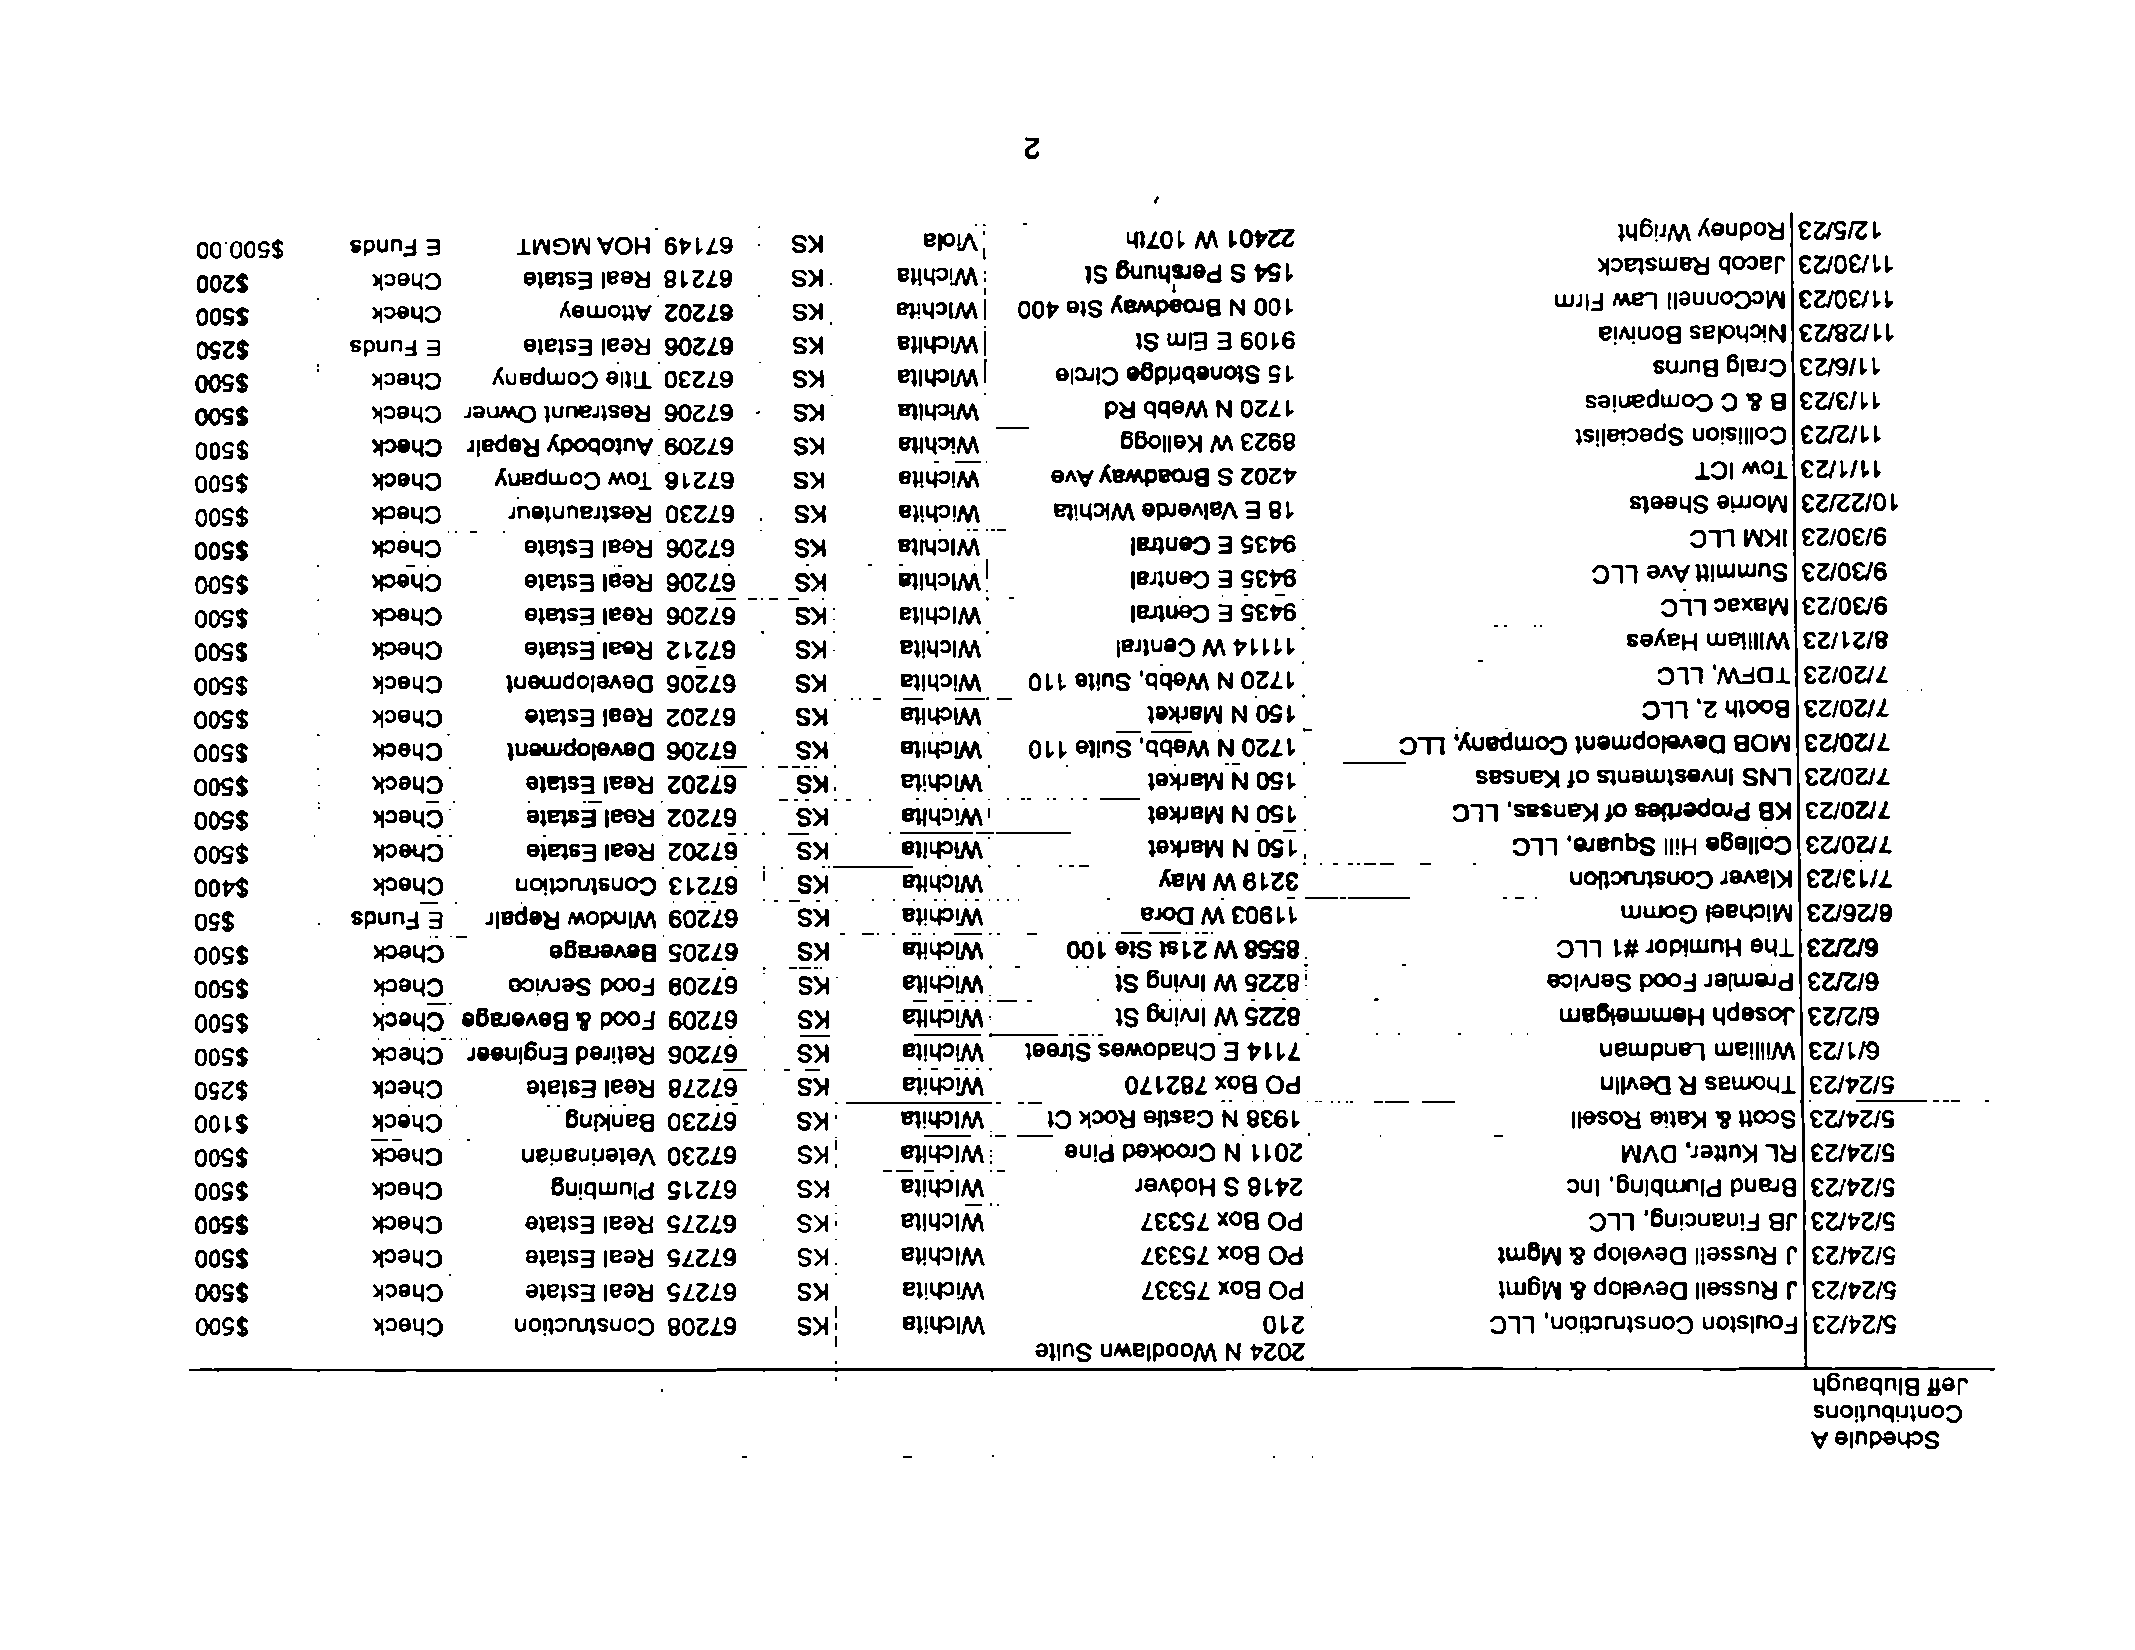 Schedule A
Contributions
Jeff Blubaugh
5/24/23 Foulston Construction, LLC 2024 N Woodlawn Suite 210 Wichita KS 67208 Construction Check $500
5/24/23 J Russell Develop & Mgmt PO Box 75337 Wichita KS 67275 Real Estate Check $500
5/24/23 J Russell Develop & Mgmt PO Box 75337 Wichita KS 67275 Real Estate Check $500
5/24/23 JB Financing, LLC PO Box 75337 Wichita KS 67275 Real Estate Check $500
5/24/23 Brand Plumbing, Inc 2416 S Hoover Wichita KS 67215 Plumbing Check $500
5/24/23 RL Kutter, DVM 2011 N Crooked Pine Wichita KS 67230 Veterinarian Check $500
5/24/23 Scott & Katie Rosell 1938 N Castle Rock Ct Wichita KS 67230 Banking Check $100
5/24/23 Thomas R Devlin PO Box 782170 Wichita KS 67278 Real Estate Check $250
6/1/23 William Landman 7114 E Chadowes Street Wichita KS 67206 Retired Engineer Check $500
6/2/23 Joseph Hemmelgarn 8225 W Irving St Wichita KS 67209 Food & Beverage Check $500
6/2/23 Premier Food Service 8225 W Irving St Wichita KS 67209 Food Service Check $500
6/2/23 The Humidor #1 LLC 8558 W 21st Ste 100 Wichita KS 67205 Beverage Check $500
6/26/23 Michael Gomm 11903 W Dora Wichita KS 67209 Window Repair E Funds $50
7/13/23 Klaver Construction 3219 W May Wichita KS 67213 Construction Check $400
7/20/23 College Hill Square, LLC 150 N Market Wichita KS 67202 Real Estate Check $500
7/20/23 KB Properties of Kansas, LLC 150 N Market Wichita KS 67202 Real Estate Check $500
7/20/23 LNS Investments of Kansas 150 N Market Wichita KS 67202 Real Estate Check $500
7/20/23 MOB Development Company, LLC 1720 N Webb, Suite 110 Wichita KS 67206 Development Check $500
7/20/23 Booth 2, LLC 150 N Market Wichita KS 67202 Real Estate Check $500
7/20/23 TDFW, LLC 1720 N Webb, Suite 110 Wichita KS 67206 Development Check $500
8/21/23 William Hayes 11114 W Central Wichita KS 67212 Real Estate Check $500
9/30/23 Maxac LLC 9435 E Central Wichita KS 67206 Real Estate Check $500
9/30/23 Summitt Ave LLC 9435 E Central Wichita KS 67206 Real Estate Check $500
9/30/23 IKM LLC 9435 E Central Wichita KS 67206 Real Estate Check $500
10/22/23 Morne Sheets 18 E Valverde Wichita Wichita KS 67230 Restraunteur Check $500
11/1/23 Tow ICT 4202 S Broadway Ave Wichita KS 67216 Tow Company Check $500
11/2/23 Collision Specialist 8923 W Kellogg Wichita KS 67209 Autobody Repair Check $500
11/3/23 B & C Companies 1720 N Webb Rd Wichita KS 67206 Restraunt Owner Check $500
11/6/23 Craig Burns 15 Stonebridge Circle Wichita KS 67230 Title Company Check $500
11/28/23 Nicholas Bonivia 9109 E Elm St Wichita KS 67206 Real Estate E Funds $250
11/30/23 McConnell Law Firm 100 N Broadway Ste 400 Wichita KS 67202 Attorney Check $500
11/30/23 Jacob Ramstack 154 S Pershung St Wichita KS 67218 Real Estate Check $200
12/5/23 Rodney Wright 22401 W 107th Viola KS 67149 HOA MGMT E Funds $500.00
2